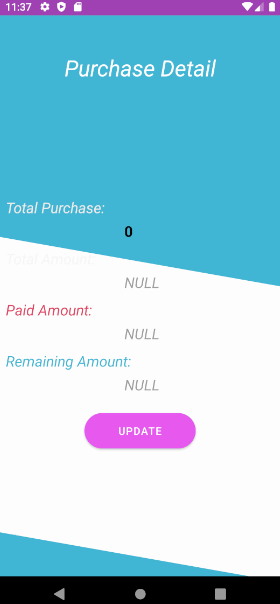 11:37
Purchase Detail
Total Purchase:
0
Total Amount:
NULL
Paid Amount:
NULL
Remaining Amount:
NULL
UPDATE